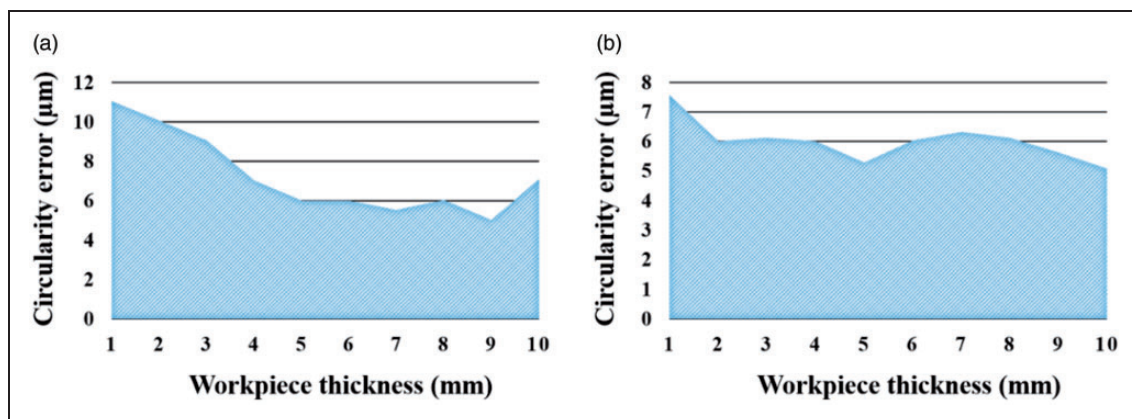 (a)
Circularity error (µm)
12
10
8
6
4
2
0
1 2 3 4 5 6 7 8 9 10
Workpiece thickness (mm)
(b)
Circularity error (µm)
8
7
6
5
4
3
2
1
0
1 2 3 4 5 6 7 8 9 10
Workpiece thickness (mm)